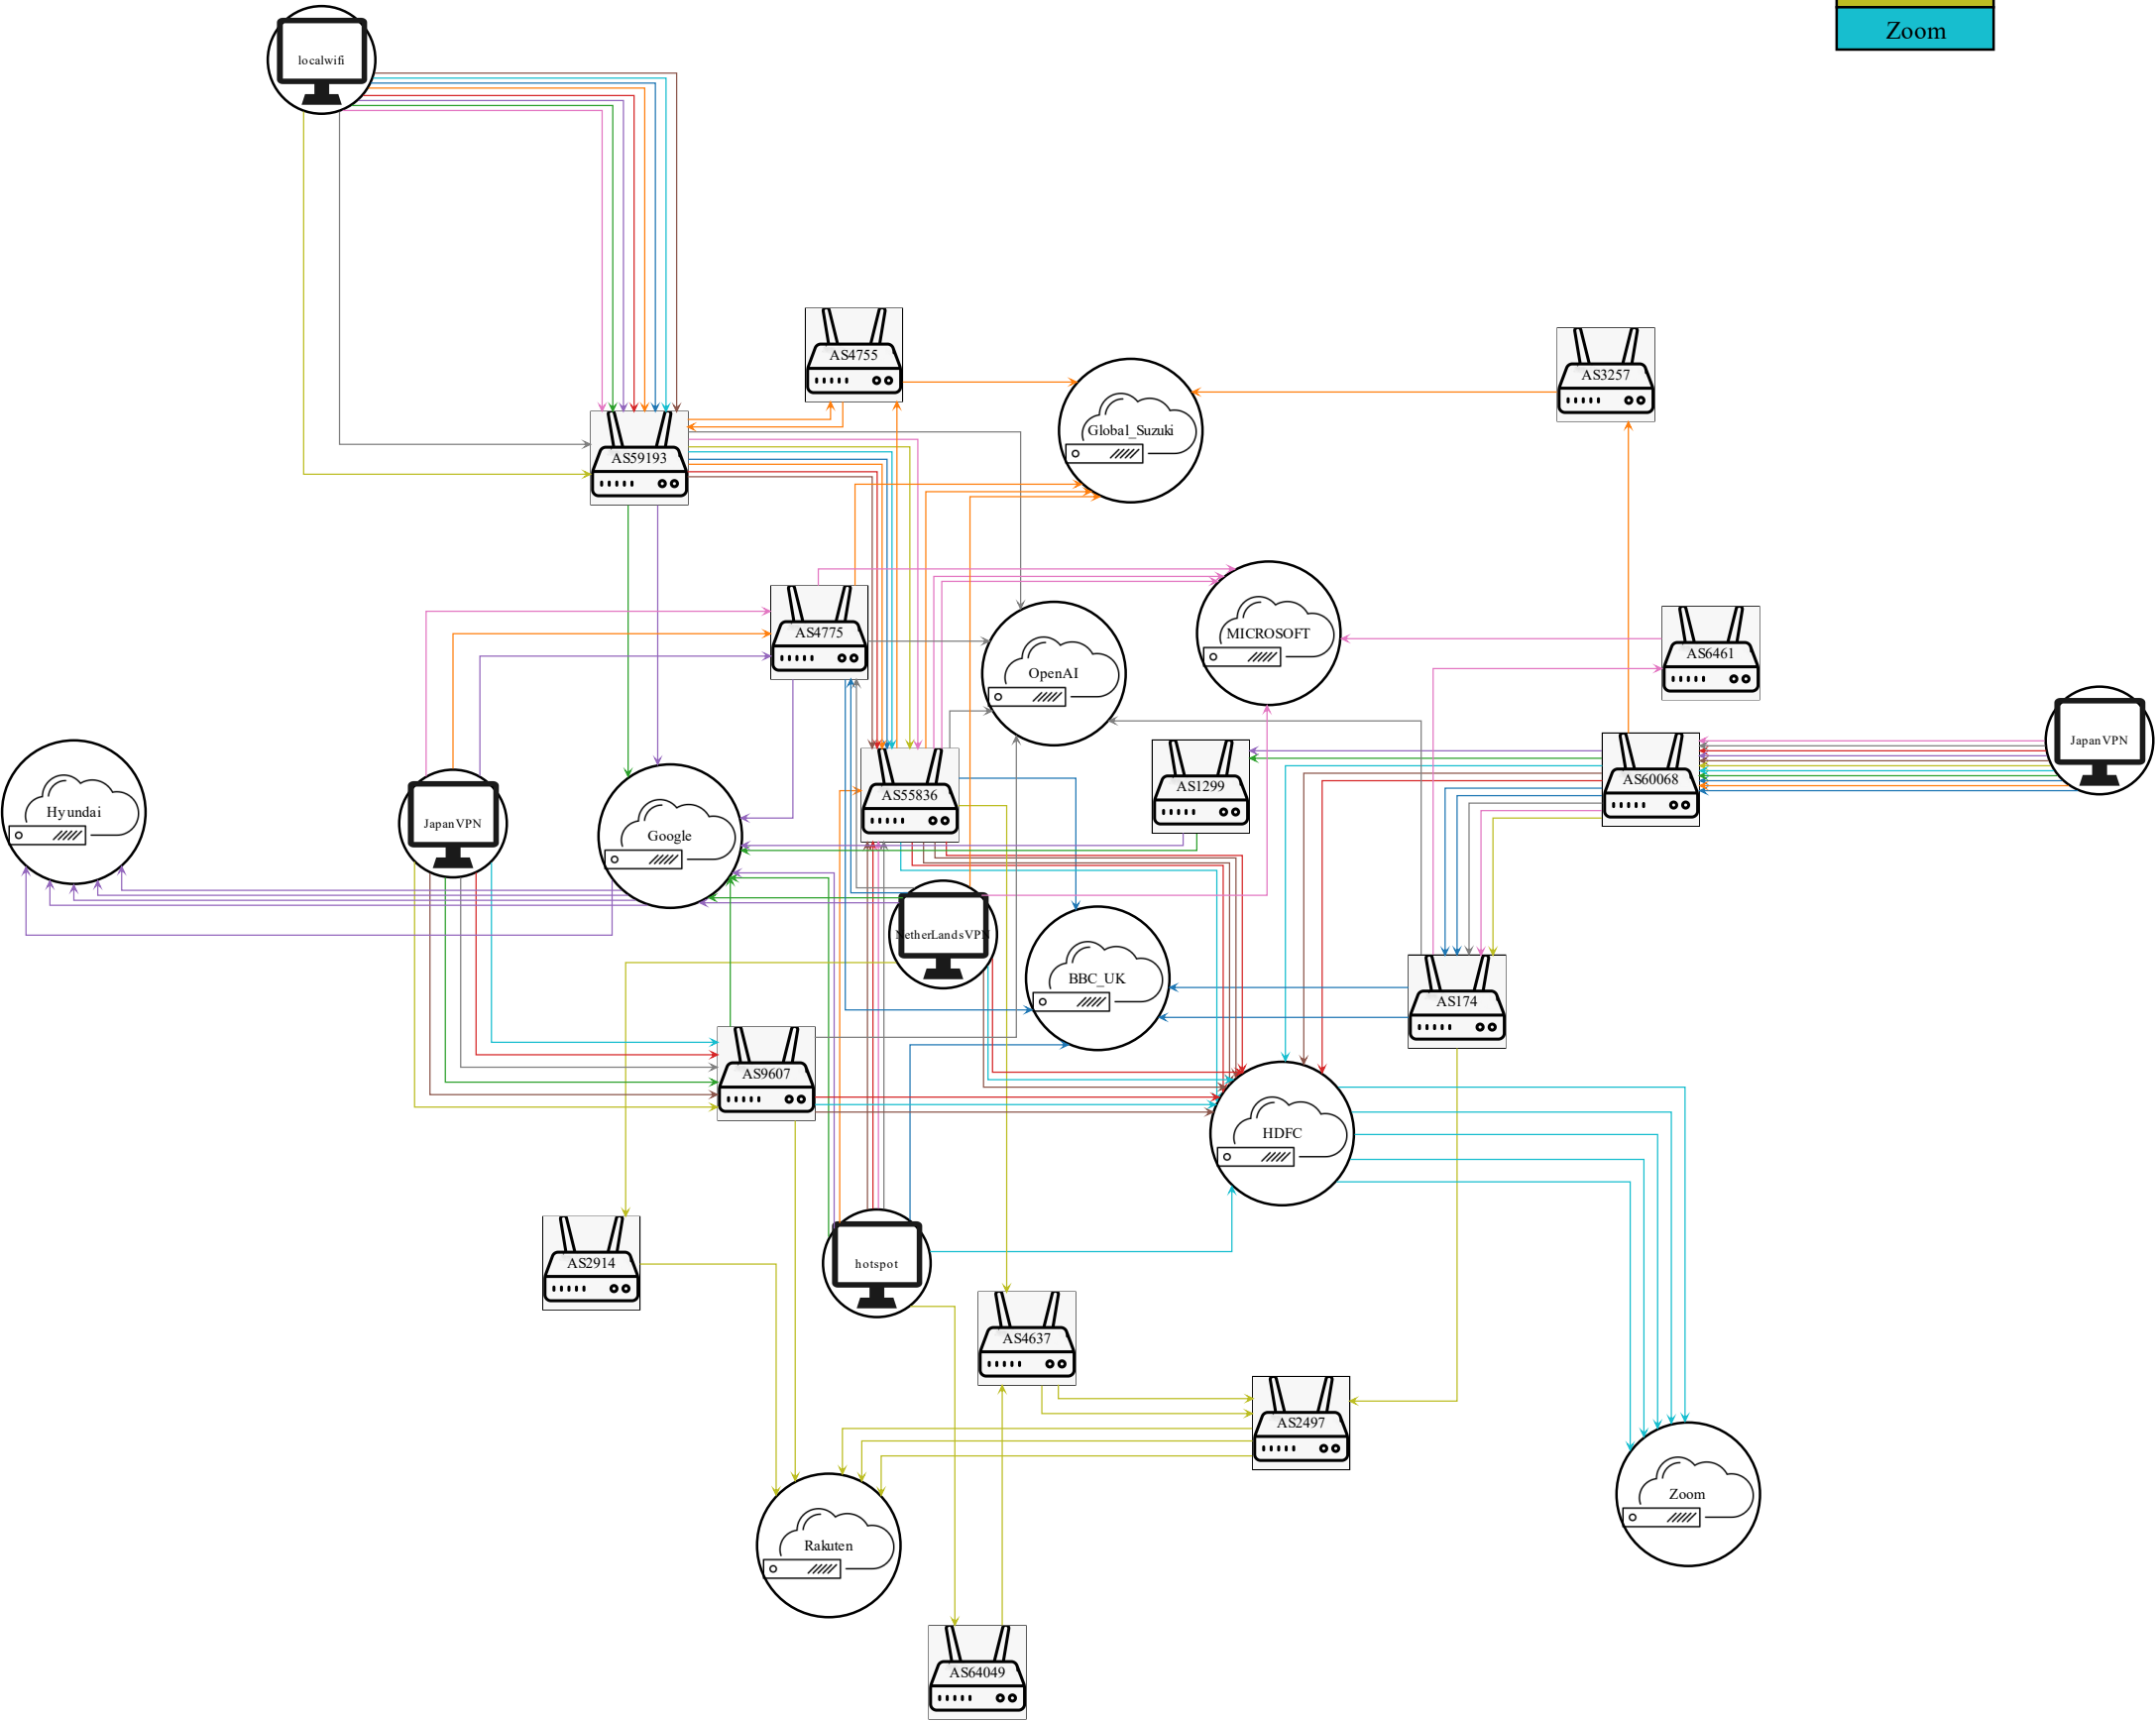 Zoom
localwifi
AS4755
AS3257
Global_Suzuki
AS59193
AS4775
MICROSOFT
AS6461
OpenAI
JapanVPN
AS60068
AS1299
AS55836
Hyundai
JapanVPN
Google
NetherLandsVPN
BBC_UK
AS174
AS9607
HDFC
AS2914
hotspot
AS4637
AS2497
Zoom
Rakuten
AS64049